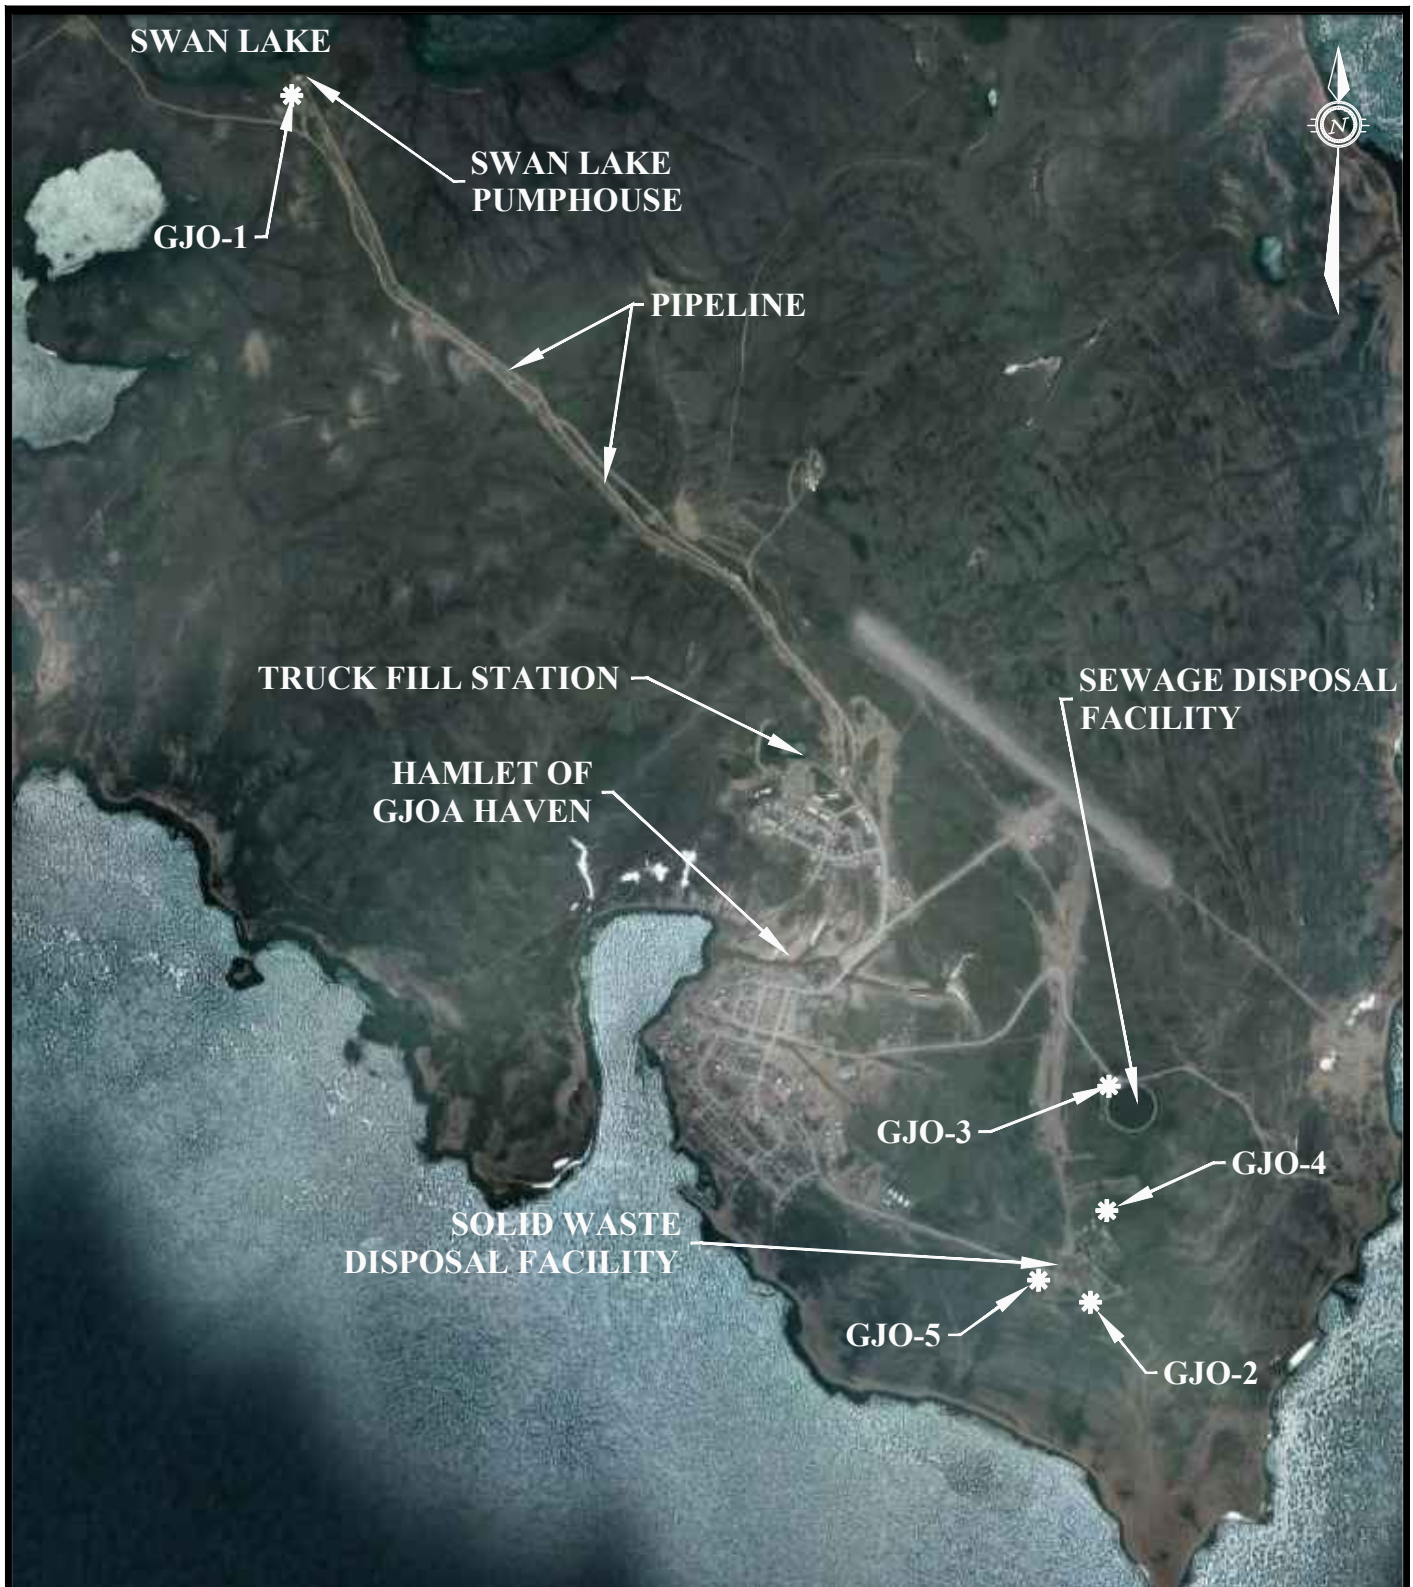 SWAN LAKE
N
SWAN LAKE
PUMPHOUSE
GJO-1
PIPELINE
TRUCK FILL STATION
SEWAGE DISPOSAL
FACILITY
HAMLET OF
GJOA HAVEN
GJO-3
GJO-4
SOLID WASTE
DISPOSAL FACILITY
GJO-5
GJO-2